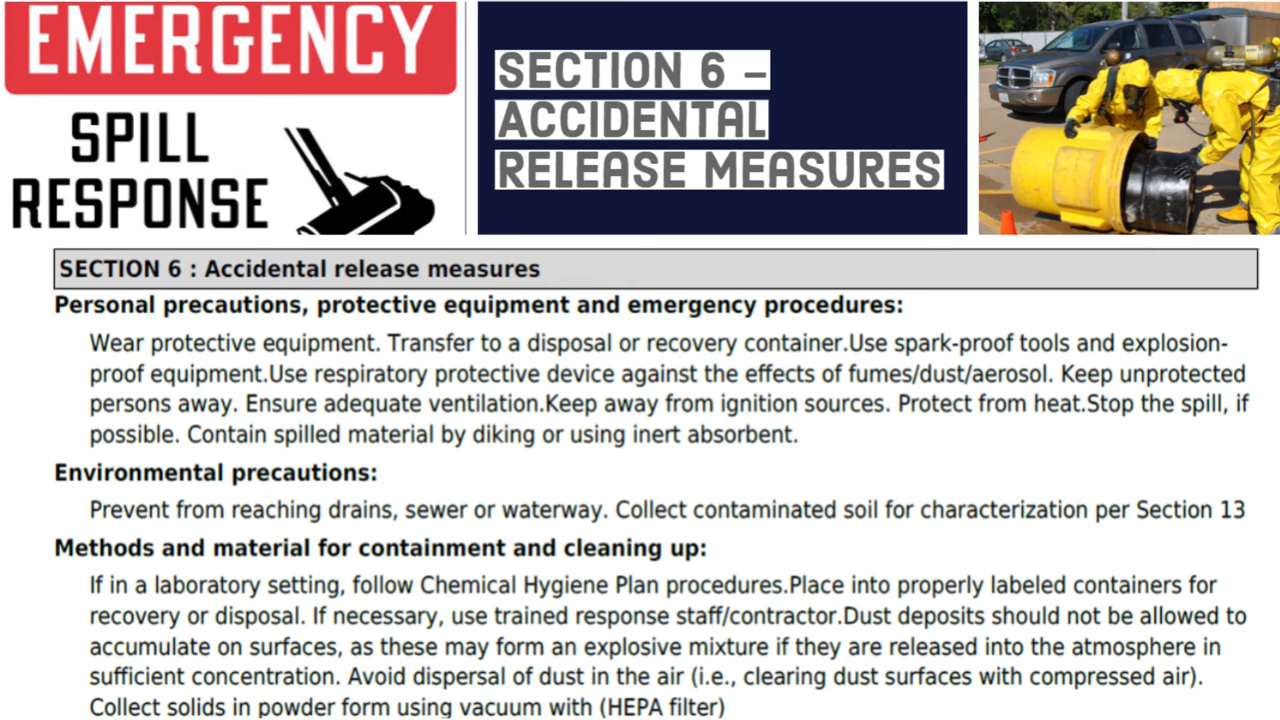 EMERGENCY
SPILL
RESPONSE
SECTION 6 –
ACCIDENTAL
RELEASE MEASURES
SECTION 6 : Accidental release measures
Personal precautions, protective equipment and emergency procedures:
Wear protective equipment. Transfer to a disposal or recovery container.Use spark-proof tools and explosion-
proof equipment.Use respiratory protective device against the effects of fumes/dust/aerosol. Keep unprotected
persons away. Ensure adequate ventilation.Keep away from ignition sources. Protect from heat.Stop the spill, if
possible. Contain spilled material by diking or using inert absorbent.
Environmental precautions:
Prevent from reaching drains, sewer or waterway. Collect contaminated soil for characterization per Section 13
Methods and material for containment and cleaning up:
If in a laboratory setting, follow Chemical Hygiene Plan procedures.Place into properly labeled containers for
recovery or disposal. If necessary, use trained response staff/contractor.Dust deposits should not be allowed to
accumulate on surfaces, as these may form an explosive mixture if they are released into the atmosphere in
sufficient concentration. Avoid dispersal of dust in the air (i.e., clearing dust surfaces with compressed air).
Collect solids in powder form using vacuum with (HEPA filter)